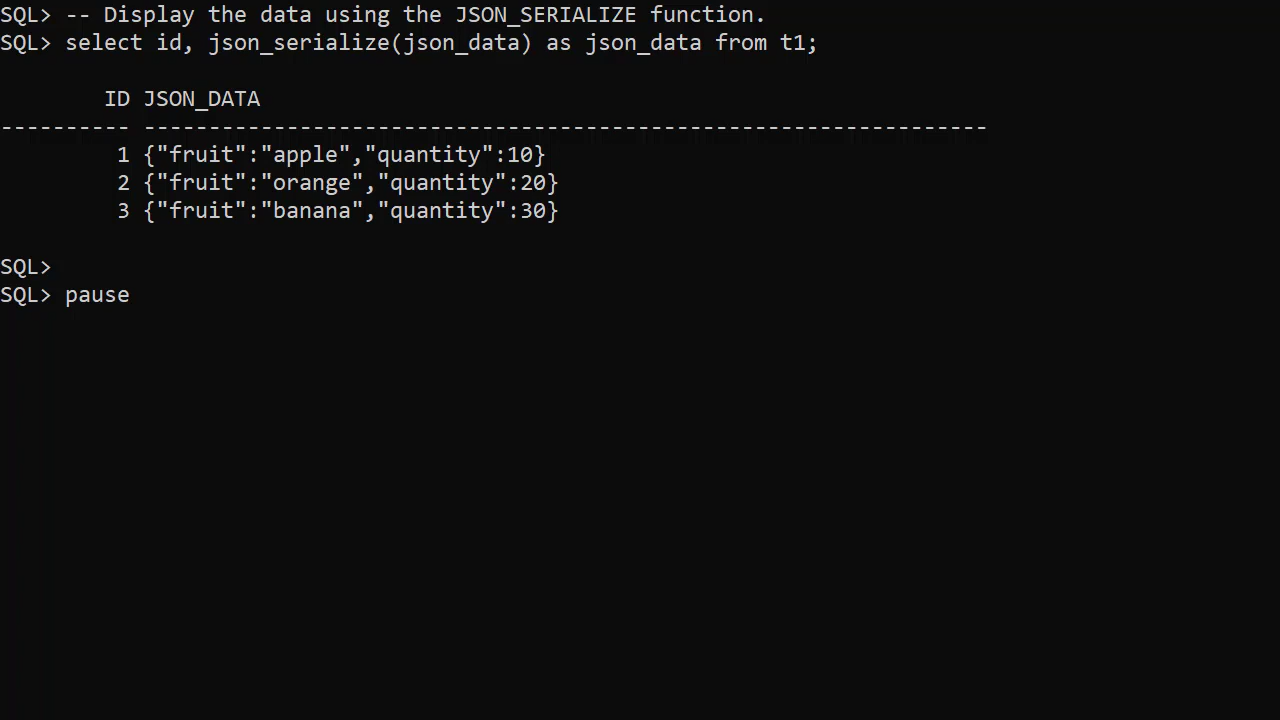 SQL> -- Display the data using the JSON_SERIALIZE function.
SQL> select id, json_serialize(json_data) as json_data from t1;
ID JSON_DATA
---------- -----------------------------------------------------------------
1 {"fruit":"apple","quantity":10}
2 {"fruit":"orange","quantity":20}
3 {"fruit":"banana","quantity":30}
SQL>
SQL> pause